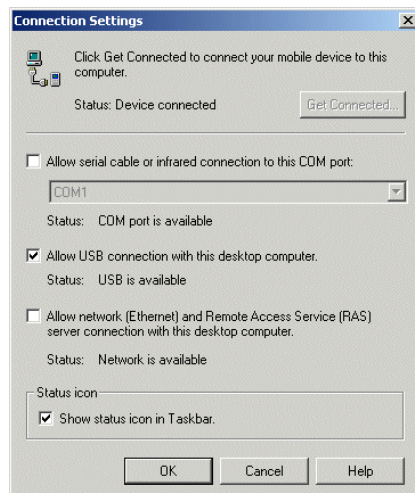 Connection Settings
Click Get Connected to connect your mobile device to this
computer.
Status: Device connected
Get Connected...
Allow serial cable or infrared connection to this COM port:
COM1
Status: COM port is available
Allow USB connection with this desktop computer.
Status: USB is available
Allow network (Ethernet) and Remote Access Service (RAS)
server connection with this desktop computer.
Status: Network is available
Status icon
Show status icon in Taskbar.
OK Cancel Help